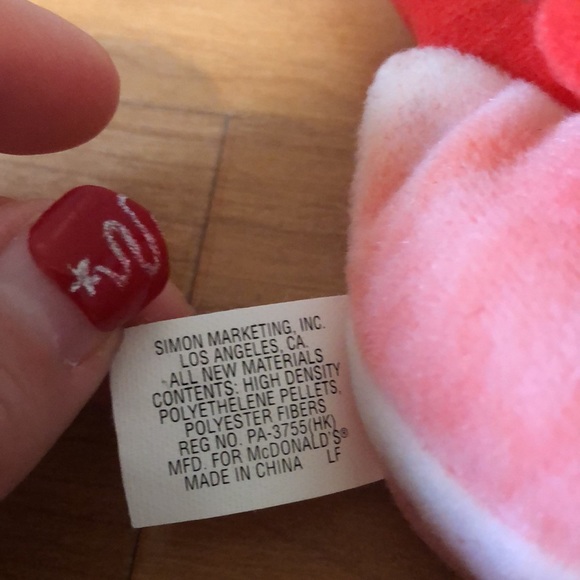 SIMON MARKETING, INC.
LOS ANGELES, CA.
ALL NEW MATERIALS
CONTENTS: HIGH DENSITY
POLYETHELENE PELLETS,
POLYESTER FIBERS
REG NO. PA-3755(HK)
MFD. FOR McDONALD'S®
MADE IN CHINA LF